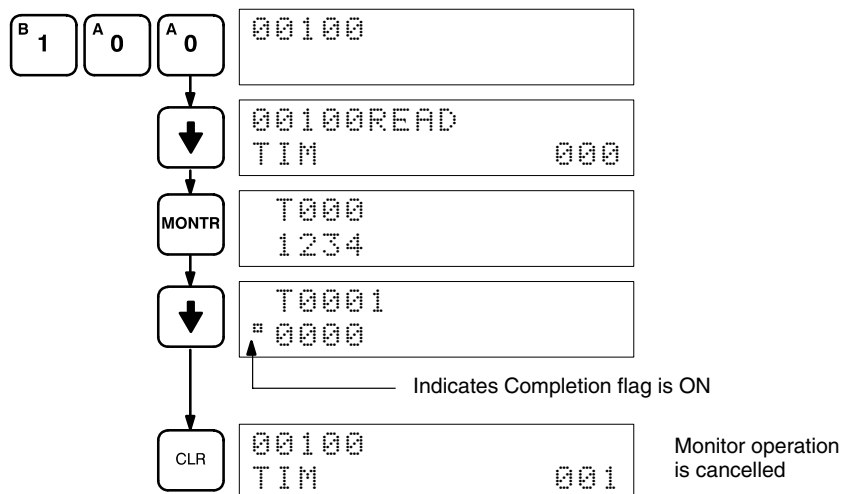 B 1 A 0 A 0 00100
00100READ
TIM 000
MONTR T000
1234
T0001
0000
Indicates Completion flag is ON
CLR 00100
TIM 001
Monitor operation
is cancelled